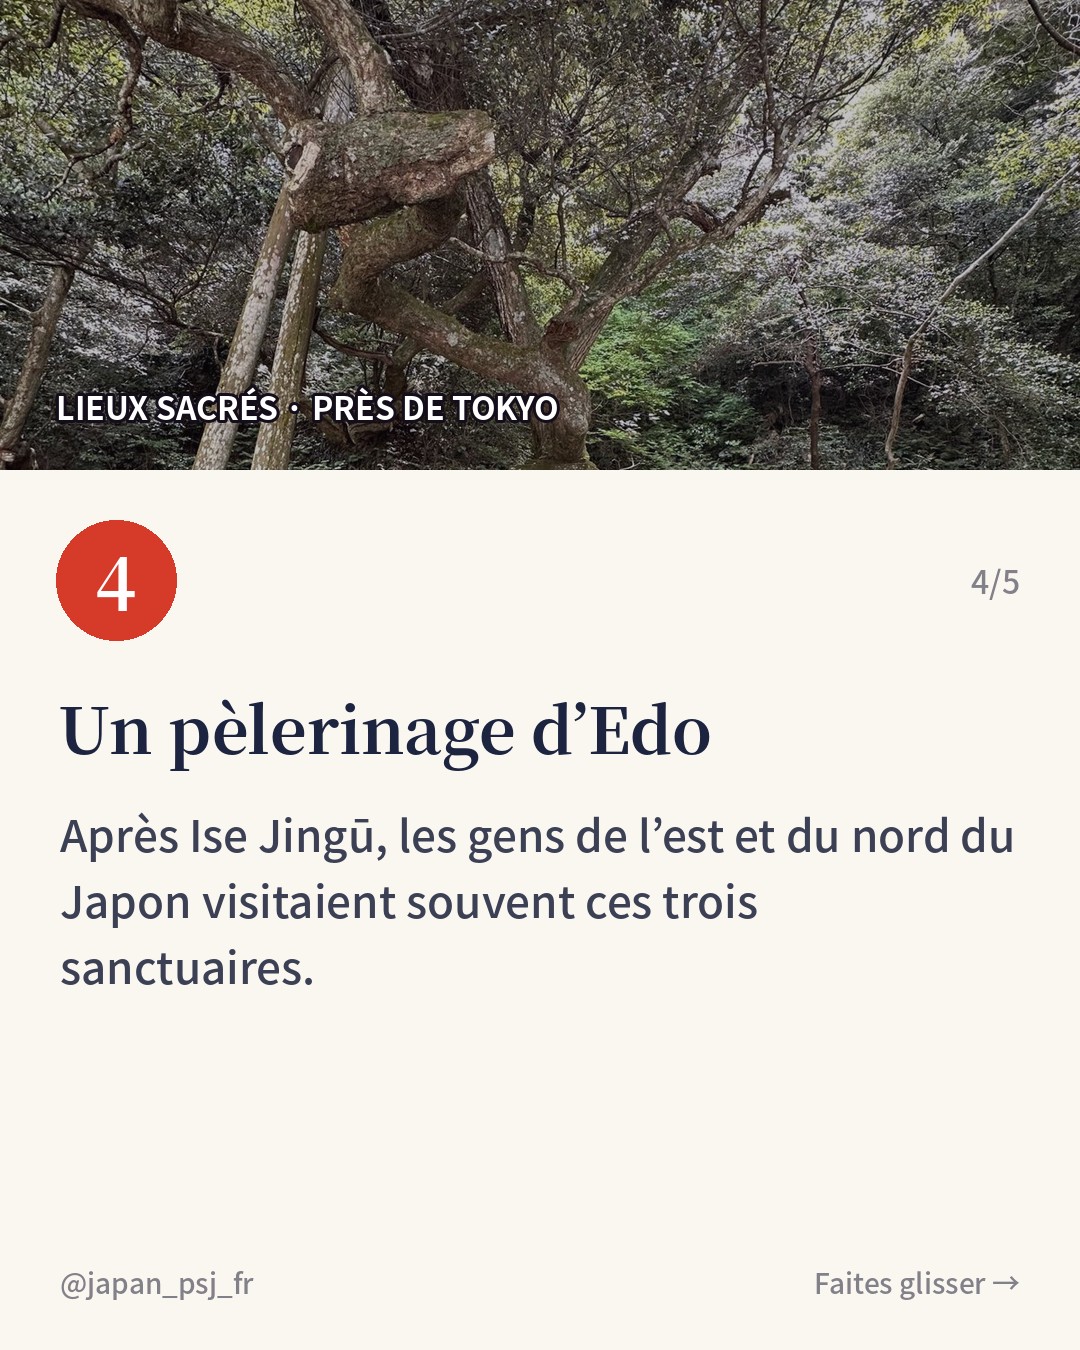 LIEUX SACRÉS · PRÈS DE TOKYO
4
4/5
Un pèlerinage d’Edo
Après Ise Jingū, les gens de l’est et du nord du
Japon visitaient souvent ces trois
sanctuaires.
@japan_psj_fr
Faites glisser →